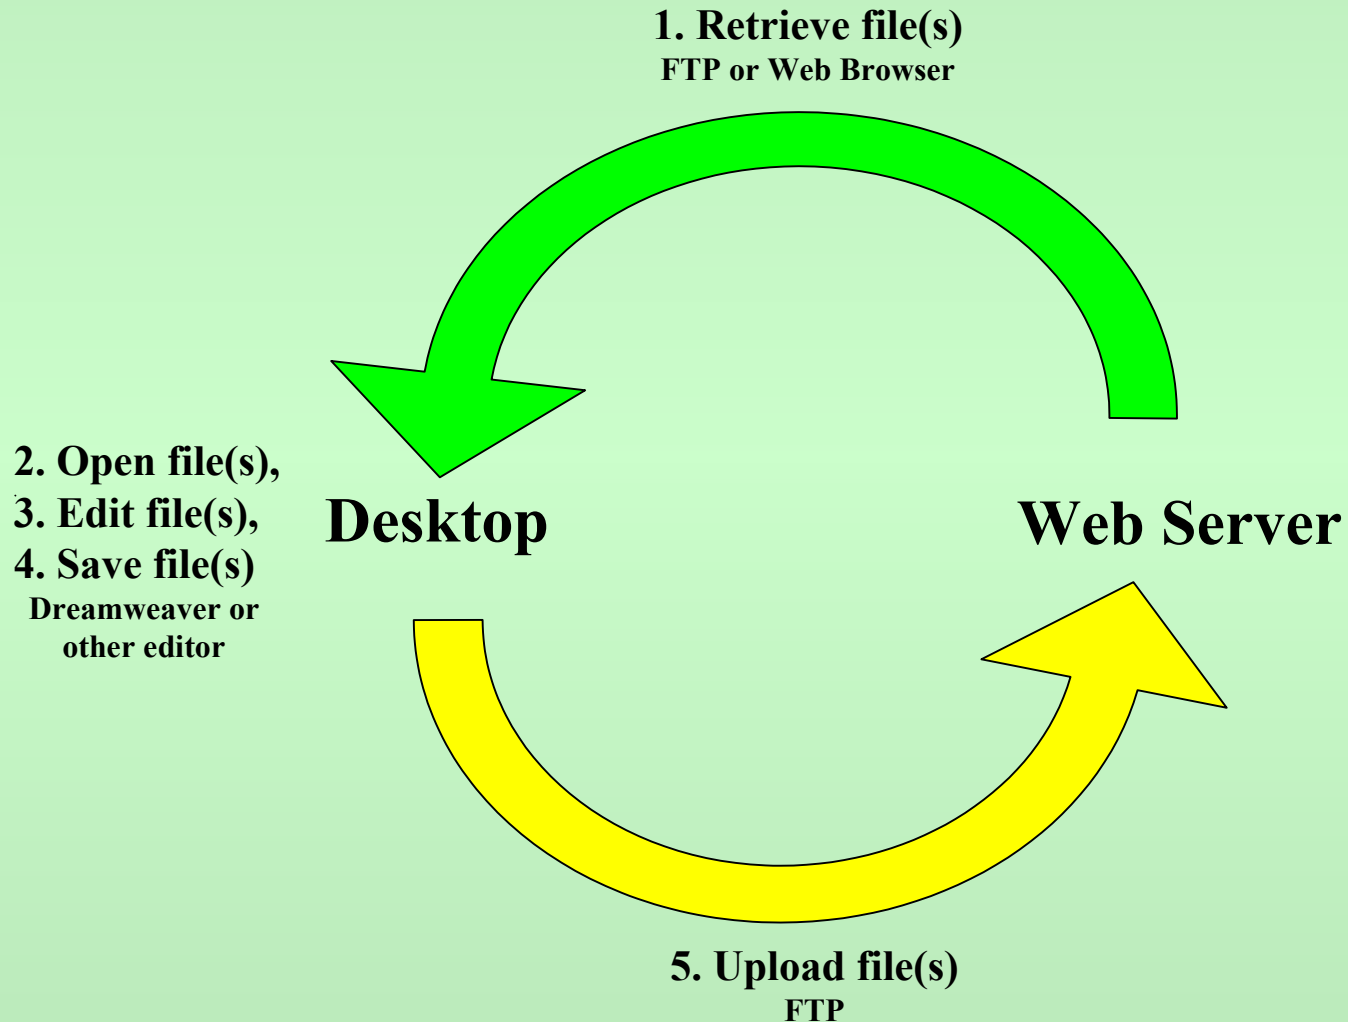 1. Retrieve file(s)
FTP or Web Browser
2. Open file(s),
3. Edit file(s),
4. Save file(s)
Dreamweaver or
other editor
Desktop
Web Server
5. Upload file(s)
FTP